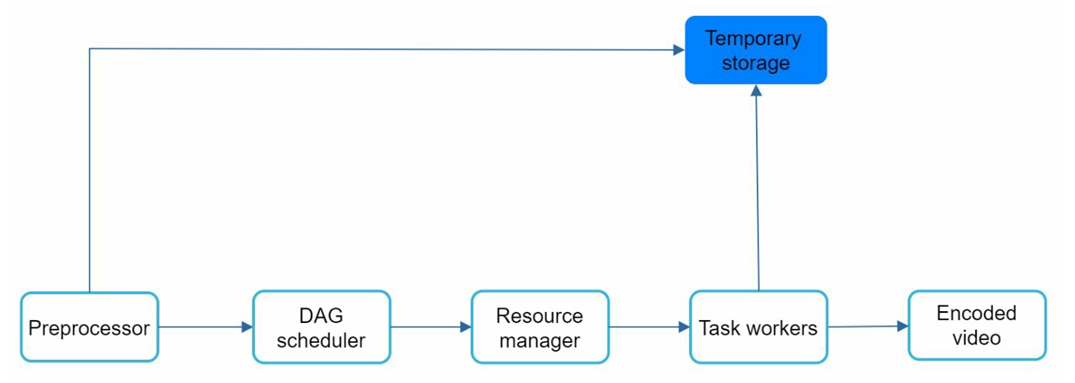 Temporary
storage
Preprocessor
DAG
scheduler
Resource
manager
Task workers
Encoded
video